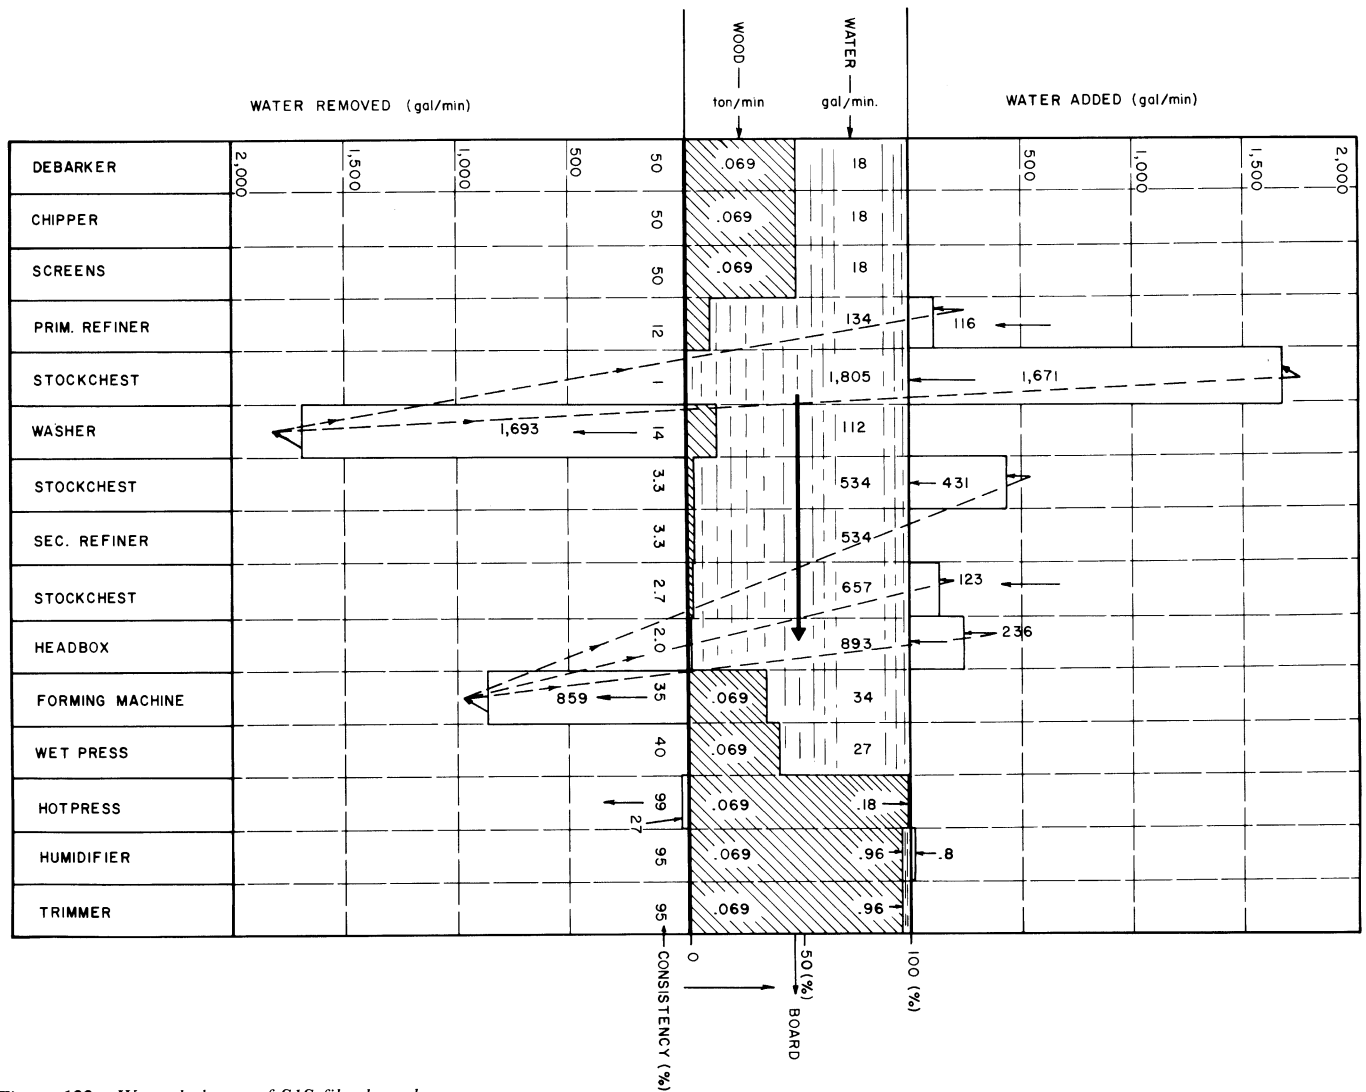 WOOD
WATER
WATER REMOVED (gal/min)
ton/min
gal/min.
WATER ADDED (gal/min)
2,000
1,500
1,000
500
500
1,000
1,500
2,000
DEBARKER
50
.069
18
CHIPPER
50
.069
18
SCREENS
50
.069
18
PRIM. REFINER
12
134
116
STOCKCHEST
1
1,805
1,671
WASHER
1,693
14
112
STOCKCHEST
3.3
534
431
SEC. REFINER
3.3
534
STOCKCHEST
2.7
657
123
HEADBOX
2.0
893
236
FORMING MACHINE
859
35
.069
34
WET PRESS
40
.069
27
HOTPRESS
99
27
.069
.18
HUMIDIFIER
95
.069
.96
.8
TRIMMER
95
.069
.96
CONSISTENCY (%)
0
50 (%)
BOARD
100 (%)